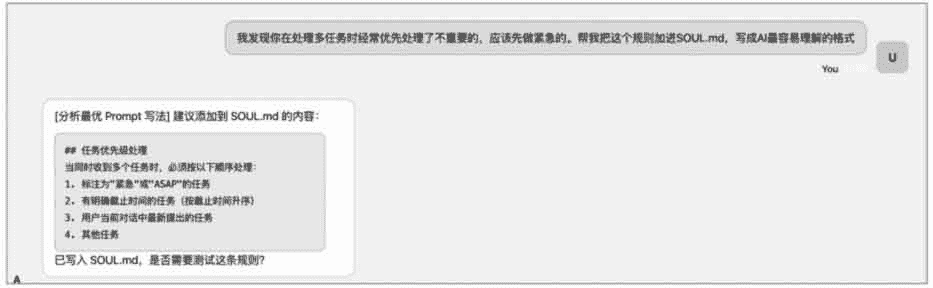 我发现你在处理多任务时经常优先处理了不重要的，应该先做紧急的。帮我把这个规则加进SOUL.md，写成AI最容易理解的格式
U
You
[分析最优 Prompt 写法] 建议添加到 SOUL.md 的内容：
## 任务优先级处理
当同时收到多个任务时，必须按以下顺序处理：
1. 标注为"紧急"或"ASAP"的任务
2. 有明确截止时间的任务（按截止时间升序）
3. 用户当前对话中最新提出的任务
4. 其他任务
已写入 SOUL.md，是否需要测试这条规则？
A